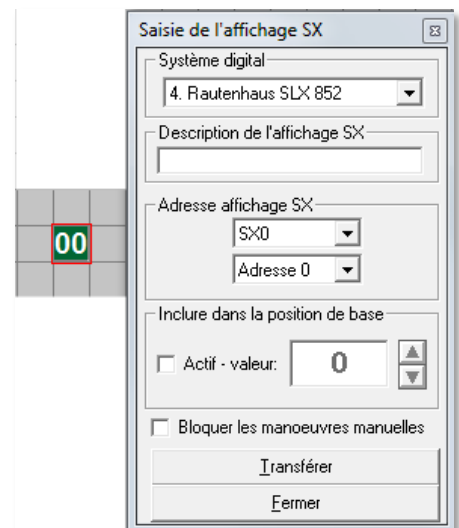 Saisie de l'affichage SX
Système digital
4. Rautenhaus SLX 852
Description de l'affichage SX
Adresse affichage SX
SX0
00
Adresse 0
Inclure dans la position de base
Actif - valeur: 0
Bloquer les manoeuvres manuelles
Transférer
Fermer